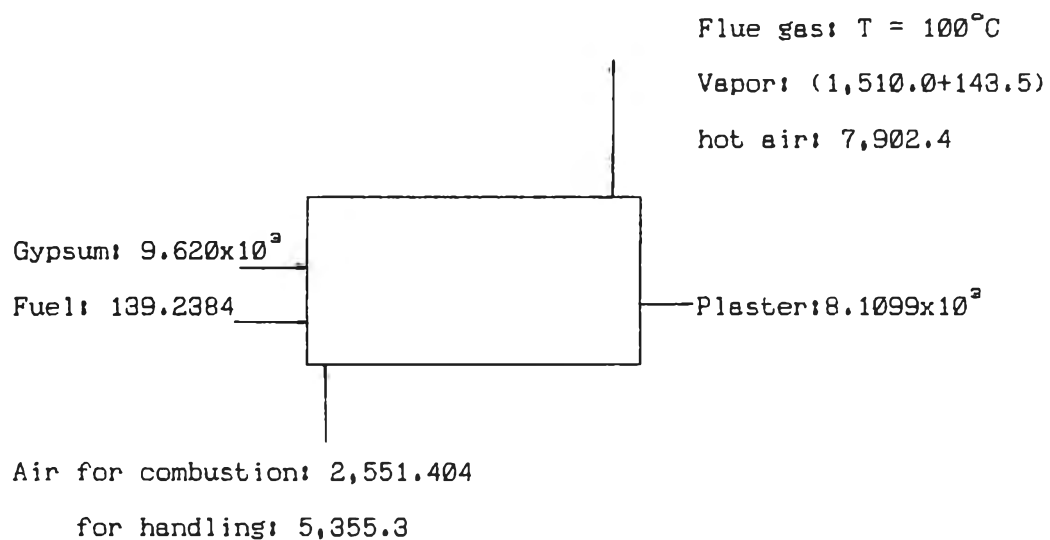 Flue gas: T = 100°C
Vapor: (1,510.0+143.5)
hot air: 7,902.4
Gypsum: 9.620x10³
Fuel: 139.2384
Plaster:8.1099x10³
Air for combustion: 2,551.404
for handling: 5,355.3